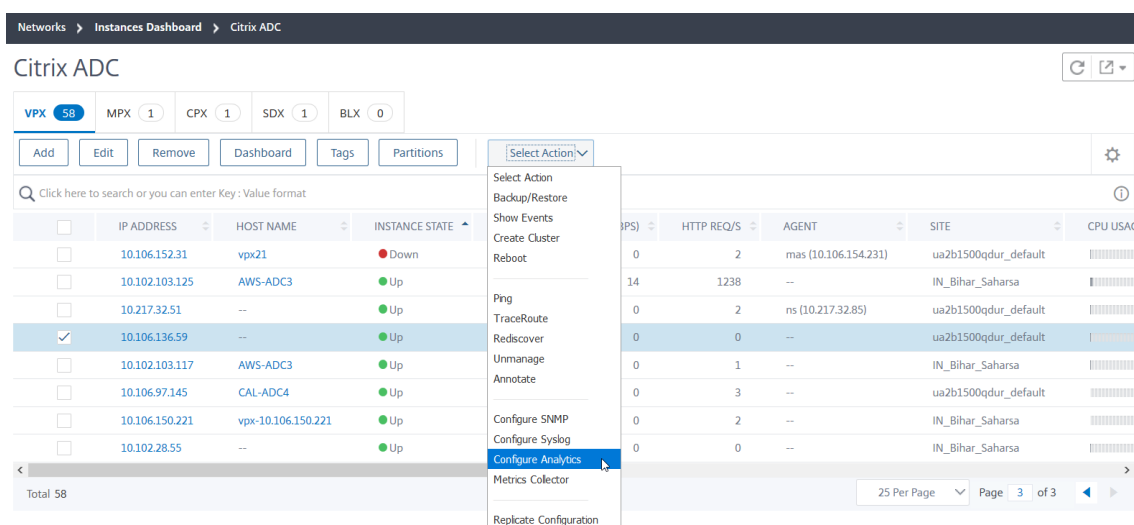 Networks > Instances Dashboard > Citrix ADC
Citrix ADC
VPX 58 MPX 1 CPX 1 SDX 1 BLX 0
Add Edit Remove Dashboard Tags Partitions Select Action
Click here to search or you can enter Key : Value format
IP ADDRESS HOST NAME INSTANCE STATE HTTP REQ/S AGENT SITE
10.106.152.31 vpx21 Down 0 2 mas (10.106.154.231) ua2b1500qdur_default
10.102.103.125 AWS-ADC3 Up 14 1238 -- IN_Bihar_Saharsa
10.217.32.51 -- Up 0 2 ns (10.217.32.85) ua2b1500qdur_default
10.106.136.59 -- Up 0 0 -- ua2b1500qdur_default
10.102.103.117 AWS-ADC3 Up 0 1 -- IN_Bihar_Saharsa
10.106.97.145 CAL-ADC4 Up 0 3 -- ua2b1500qdur_default
10.106.150.221 vpx-10.106.150.221 Up 0 2 -- IN_Bihar_Saharsa
10.102.28.55 -- Up 0 0 -- IN_Bihar_Saharsa
Select Action
Backup/Restore
Show Events
Create Cluster
Reboot
Ping
TraceRoute
Rediscover
Unmanage
Annotate
Configure SNMP
Configure Syslog
Configure Analytics
Metrics Collector
Replicate Configuration
Total 58 25 Per Page Page 3 of 3